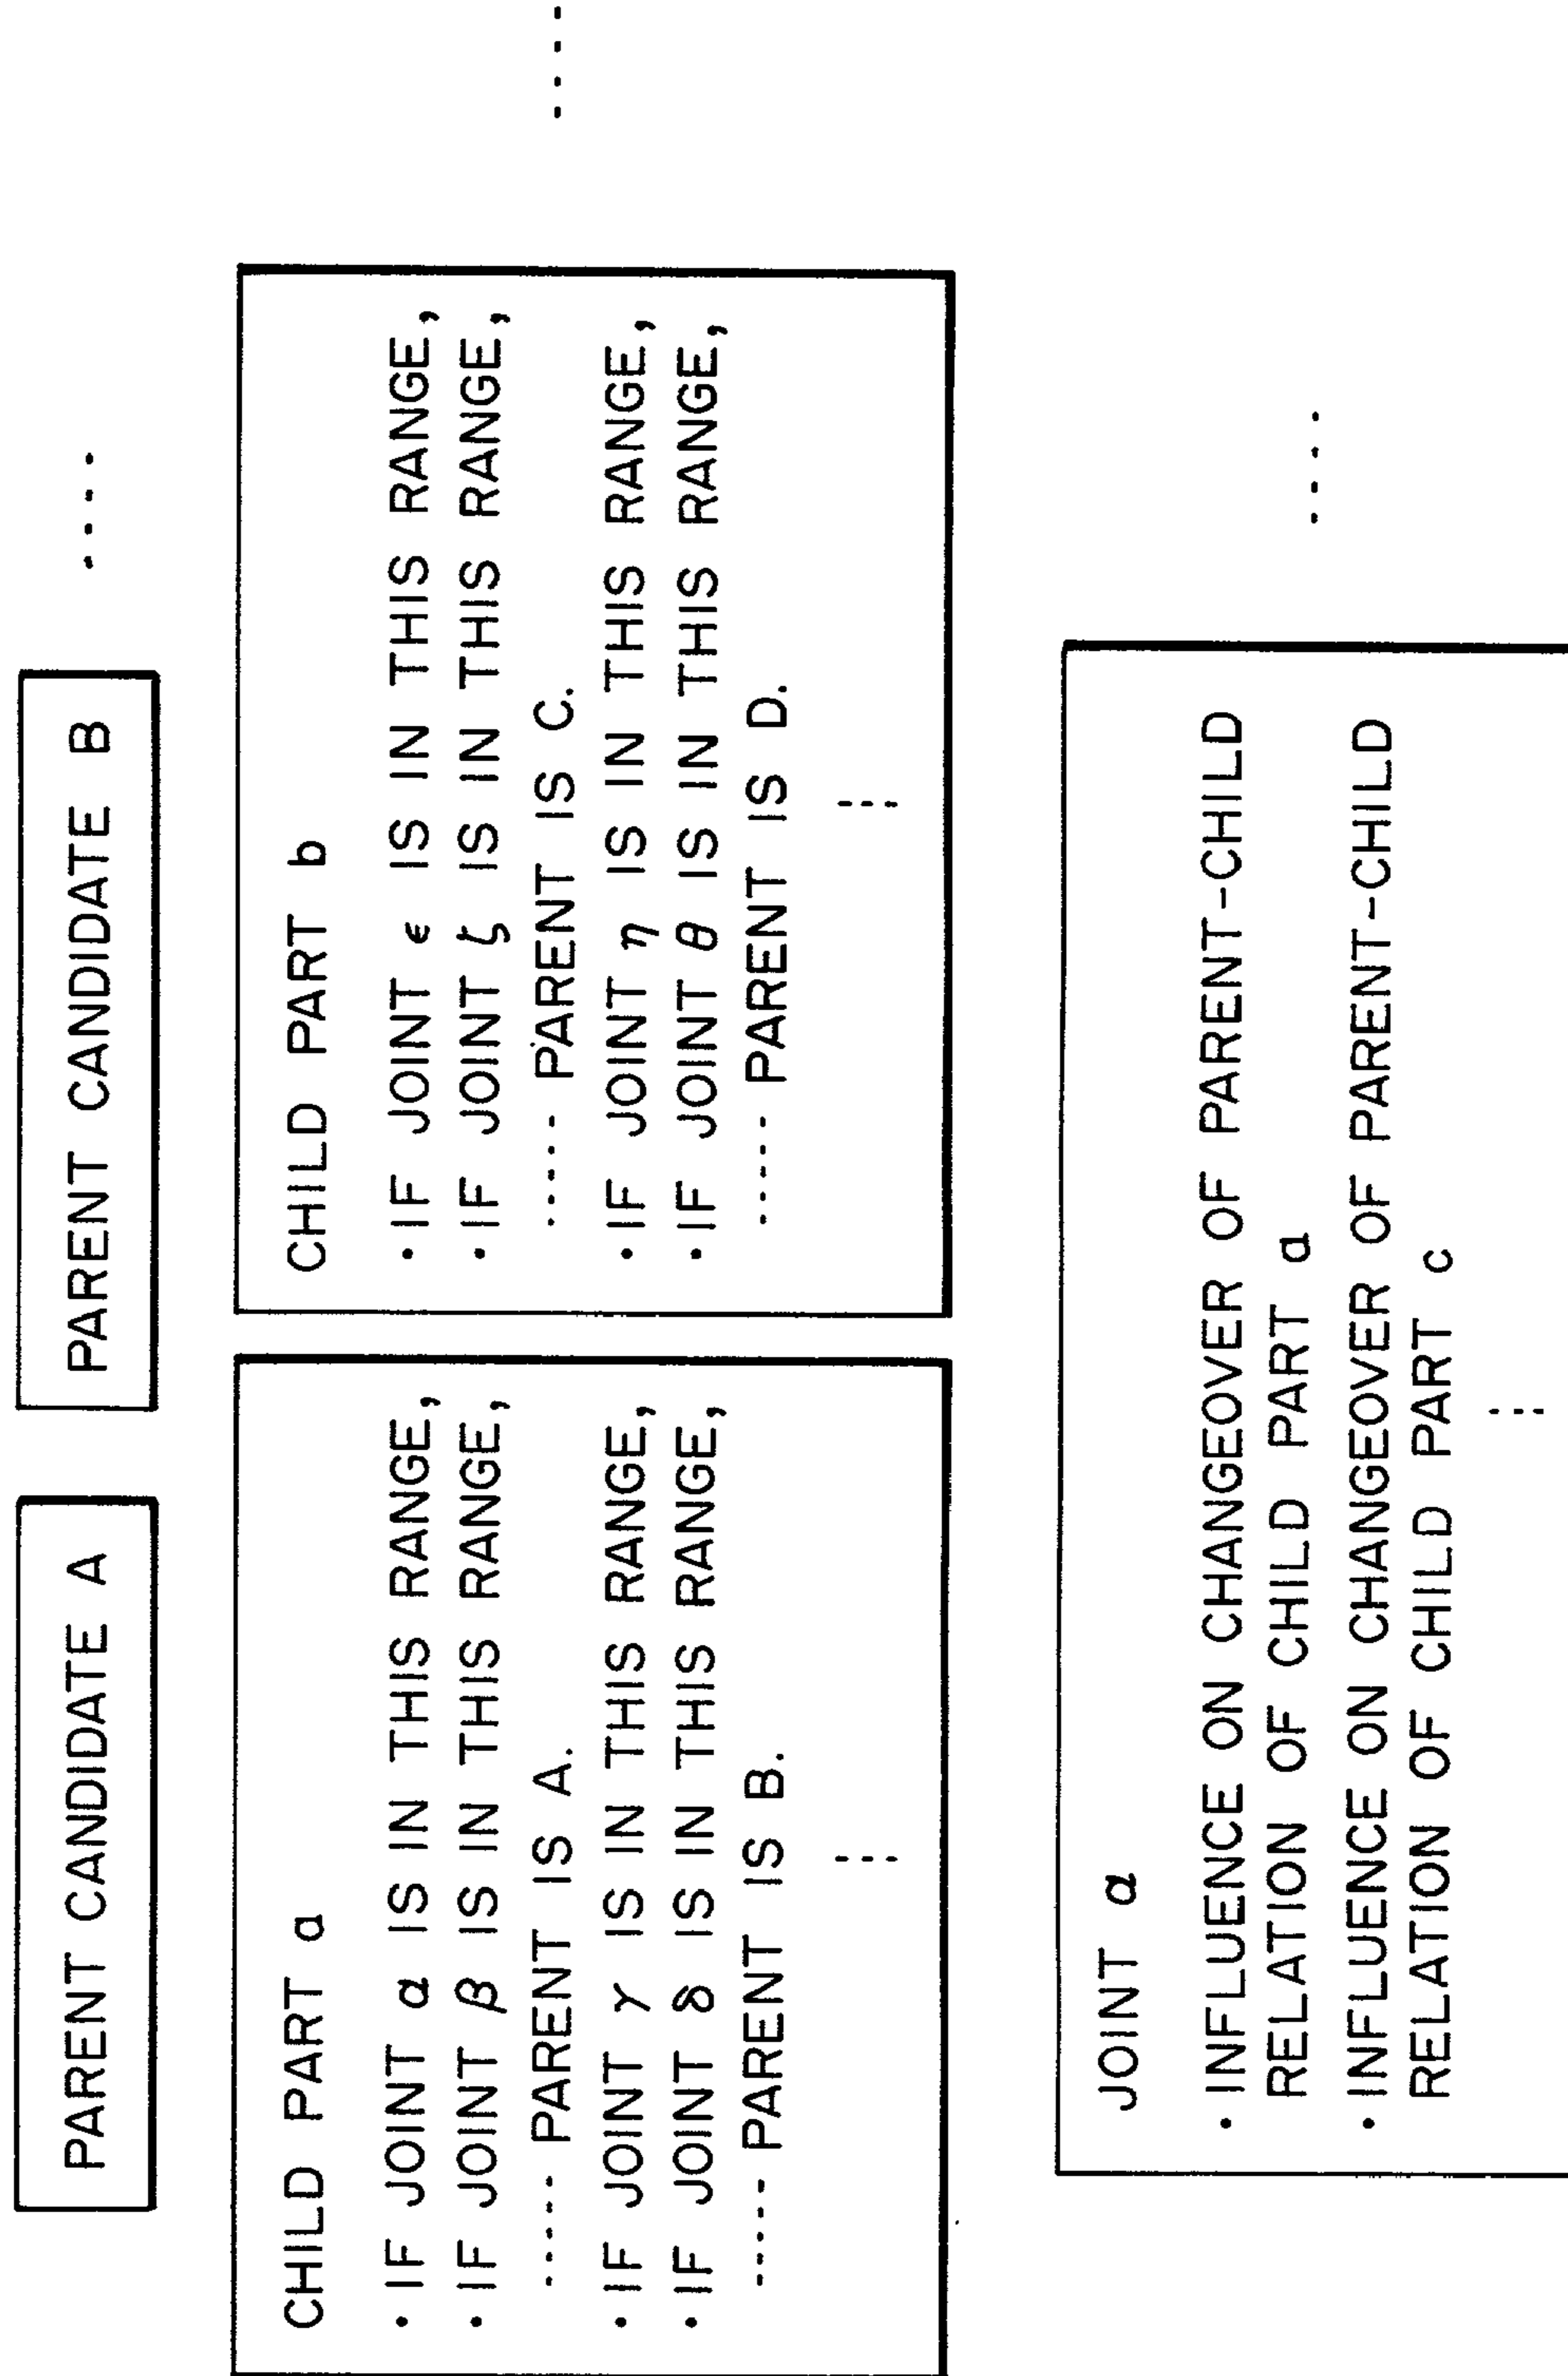 PARENT CANDIDATE A
PARENT CANDIDATE B
....
CHILD PART a
· IF JOINT α IS IN THIS RANGE,
· IF JOINT β IS IN THIS RANGE,
..... PARENT IS A.
· IF JOINT γ IS IN THIS RANGE,
· IF JOINT δ IS IN THIS RANGE,
..... PARENT IS B.
...
CHILD PART b
· IF JOINT ε IS IN THIS RANGE,
· IF JOINT ζ IS IN THIS RANGE,
..... PARENT IS C.
· IF JOINT η IS IN THIS RANGE,
· IF JOINT θ IS IN THIS RANGE,
..... PARENT IS D.
...
....
JOINT α
· INFLUENCE ON CHANGEOVER OF PARENT-CHILD
RELATION OF CHILD PART a
· INFLUENCE ON CHANGEOVER OF PARENT-CHILD
RELATION OF CHILD PART c
...
....